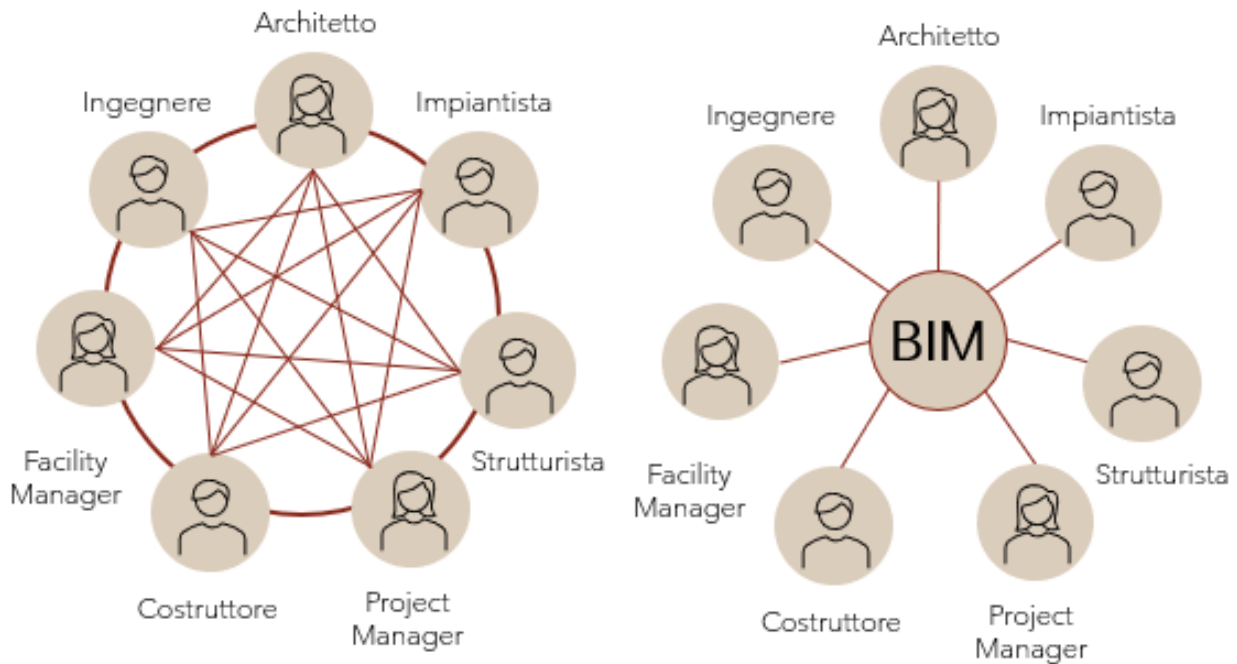 Architetto
Ingegnere
Impiantista
Facility
Manager
Strutturista
Costruttore
Project
Manager
Architetto
Ingegnere
Impiantista
BIM
Facility
Manager
Strutturista
Costruttore
Project
Manager